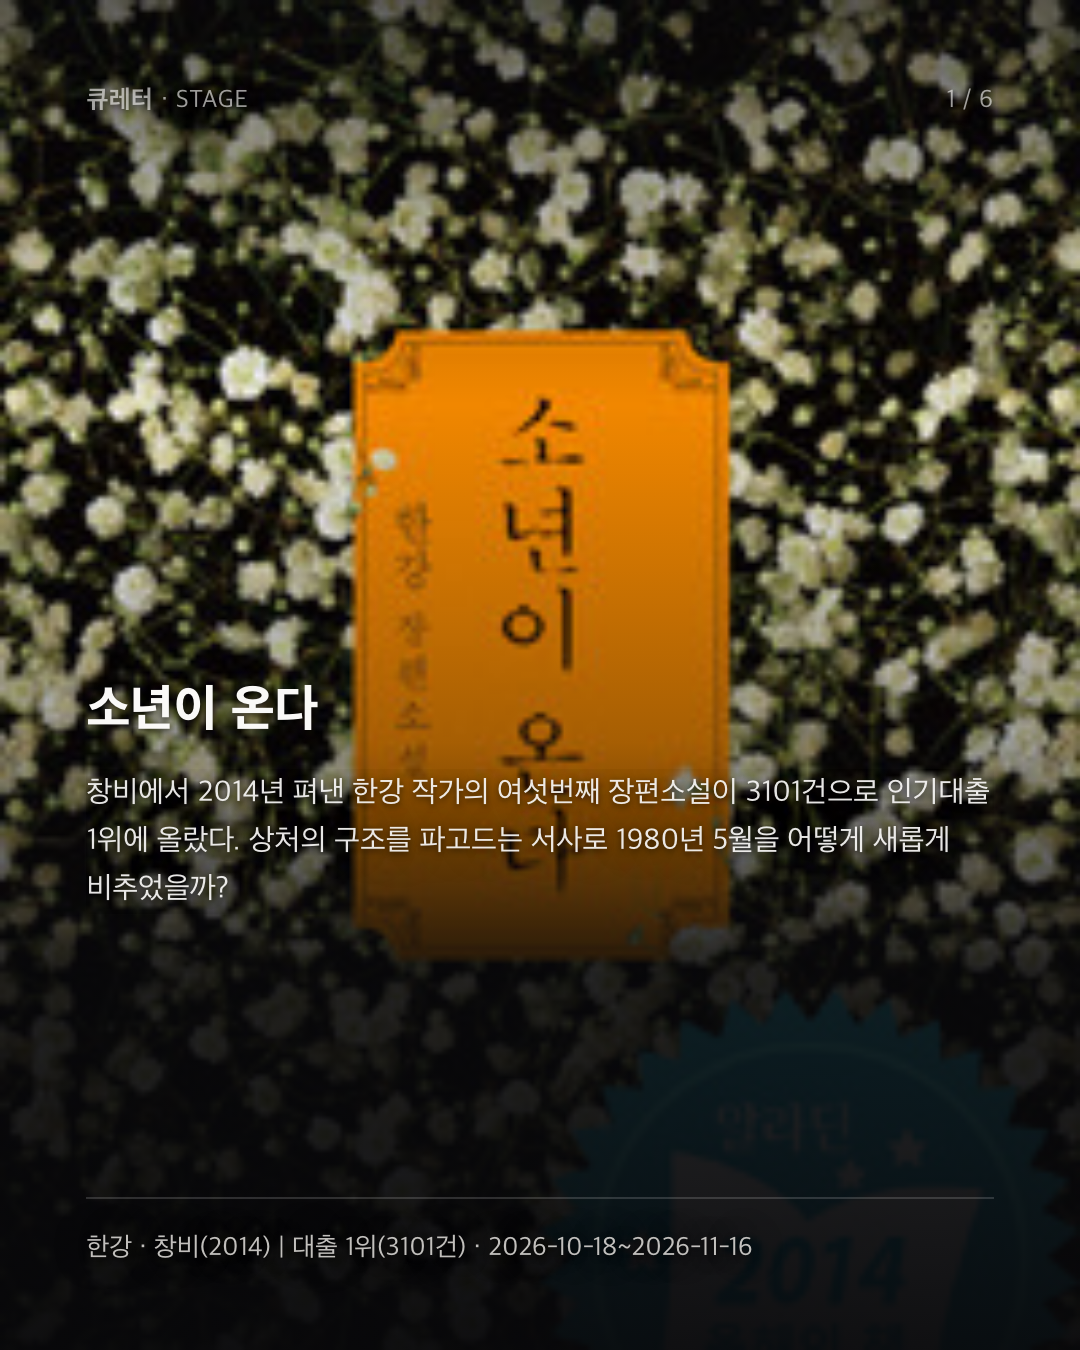 큐레터 · STAGE
1 / 6
소년이 온다
한강 장편소설
소년이 온다
창비에서 2014년 펴낸 한강 작가의 여섯번째 장편소설이 3101건으로 인기대출
1위에 올랐다. 상처의 구조를 파고드는 서사로 1980년 5월을 어떻게 새롭게
비추었을까?
알라딘
2014
한강 · 창비(2014) | 대출 1위(3101건) · 2026-10-18~2026-11-16